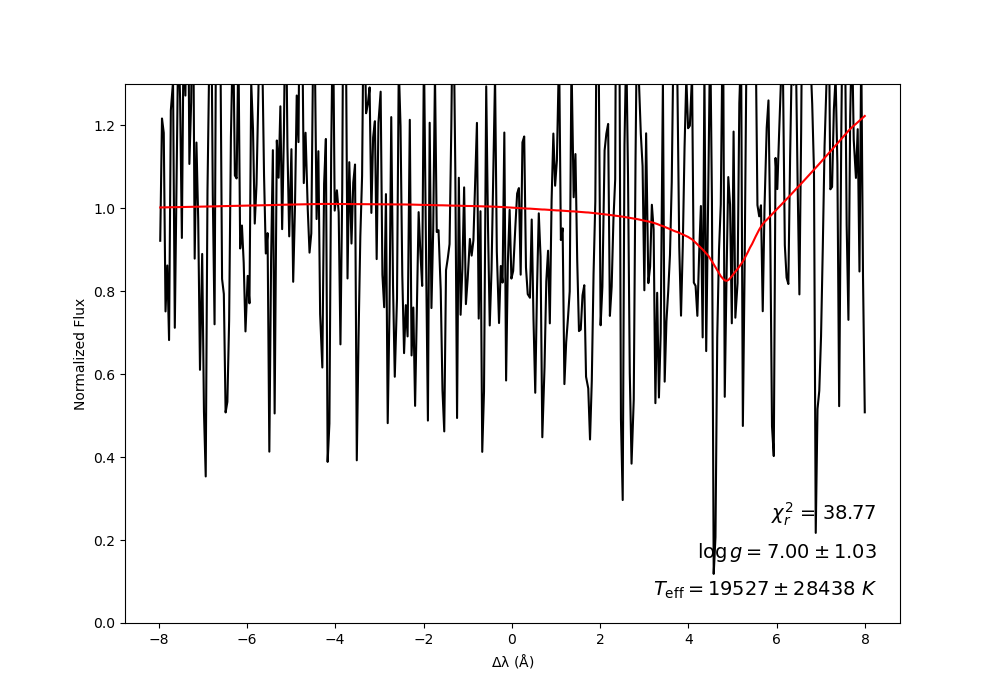 1.2
1.0
0.8
0.6
0.4
0.2
0.0
Normalized Flux
χ²ᵣ = 38.77
log g = 7.00 ± 1.03
T_eff = 19527 ± 28438 K
−8 −6 −4 −2 0 2 4 6 8
Δλ (Å)